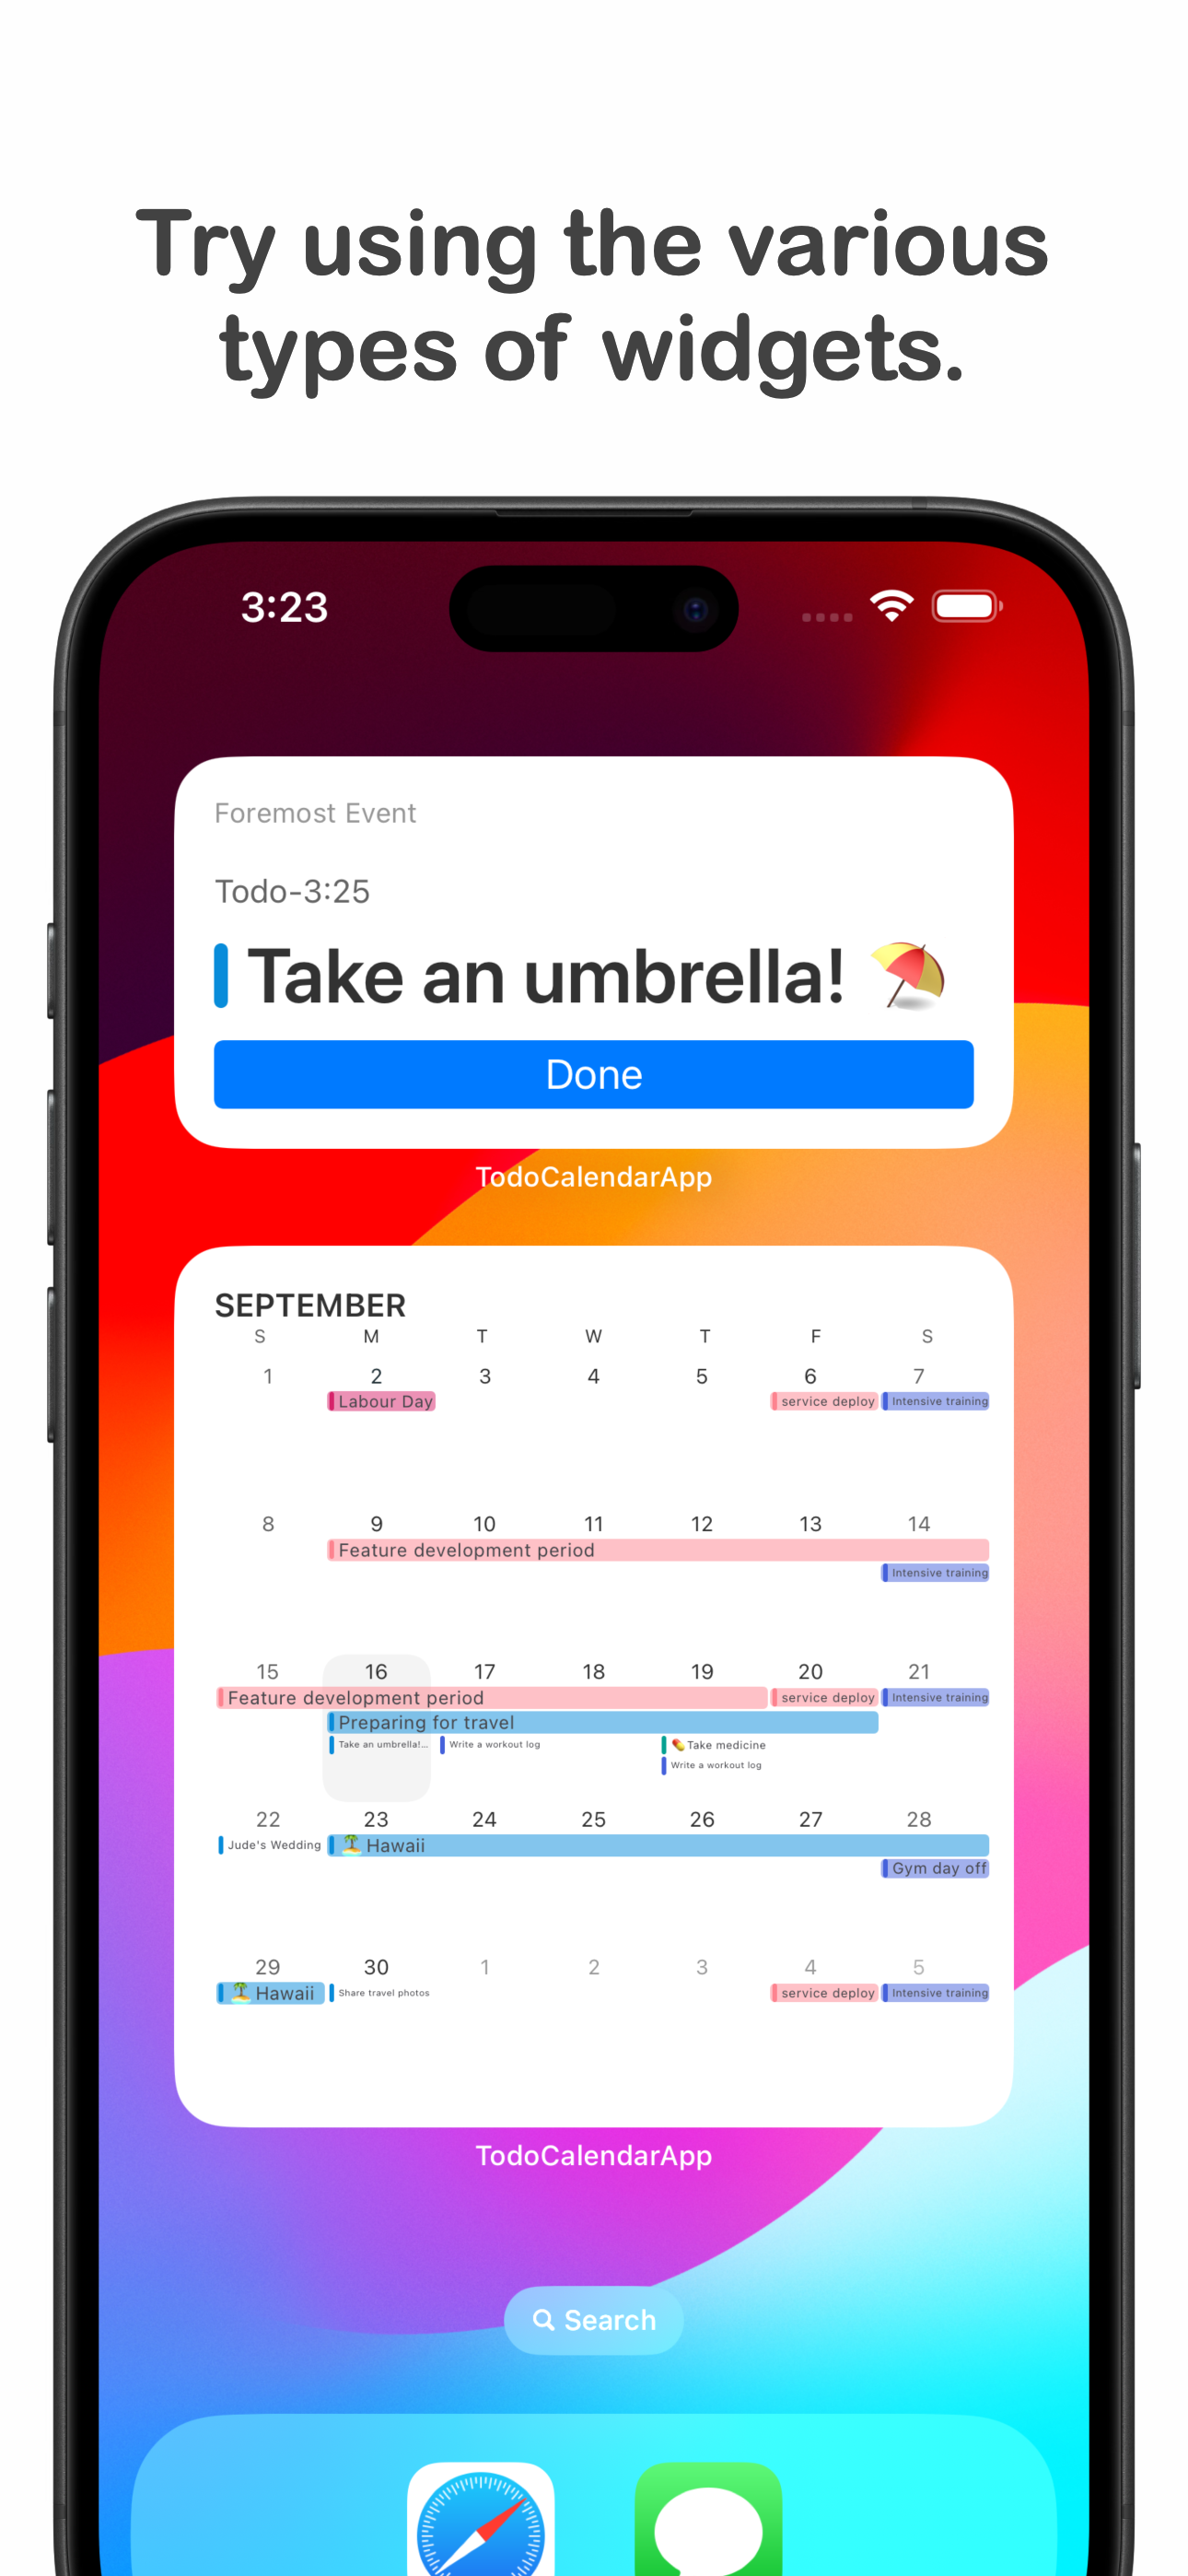 Try using the various
types of widgets.
3:23
Foremost Event
Todo-3:25
Take an umbrella! ⛱️
Done
TodoCalendarApp
SEPTEMBER
S M T W T F S
1 2 3 4 5 6 7
Labour Day service deploy Intensive training
8 9 10 11 12 13 14
Feature development period
Intensive training
15 16 17 18 19 20 21
Feature development period service deploy Intensive training
Preparing for travel
Take an umbrella!... Write a workout log 💊Take medicine
Write a workout log
22 23 24 25 26 27 28
Jude's Wedding 🏝️ Hawaii
Gym day off
29 30 1 2 3 4 5
🏝️ Hawaii Share travel photos service deploy Intensive training
TodoCalendarApp
Search